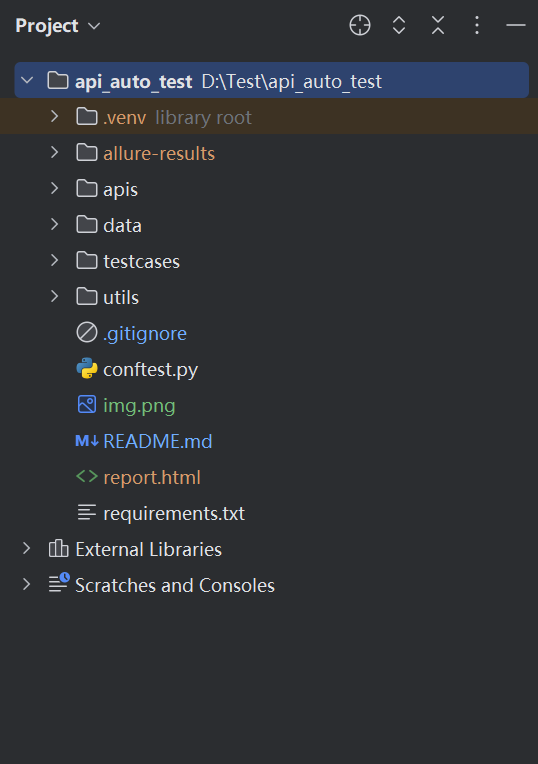 Project
api_auto_test D:\Test\api_auto_test
.venv library root
allure-results
apis
data
testcases
utils
.gitignore
conftest.py
img.png
M↓ README.md
<> report.html
requirements.txt
External Libraries
Scratches and Consoles